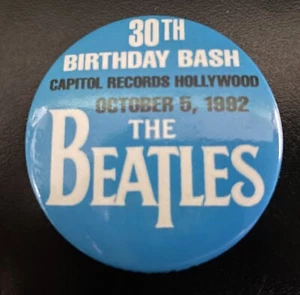 30TH
BIRTHDAY BASH
CAPITOL RECORDS HOLLYWOOD
OCTOBER 5, 1992
THE
BEATLES